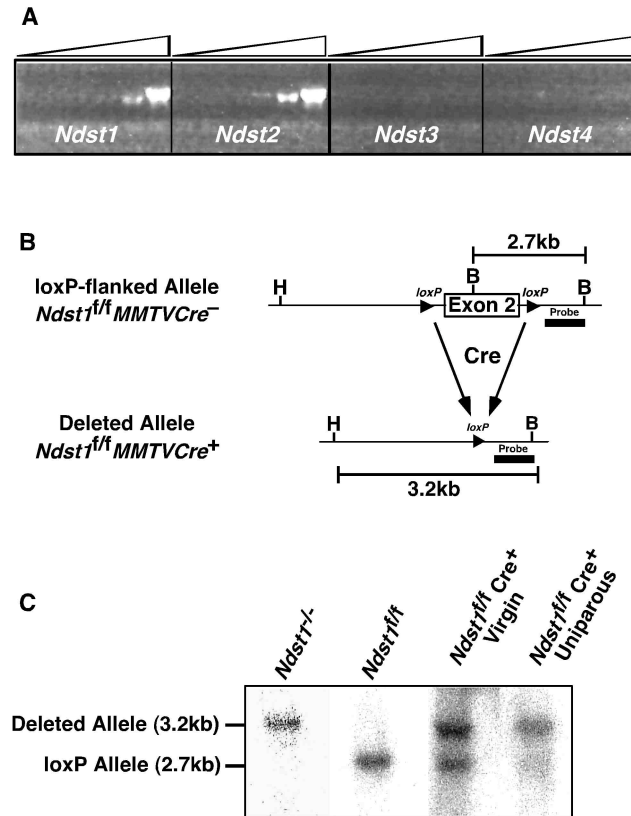 A
Ndst1 Ndst2 Ndst3 Ndst4
B
2.7kb
loxP-flanked Allele
Ndst1f/f MMTVCre–
H loxP B loxP B
Exon 2
Probe
Cre
Deleted Allele
Ndst1f/f MMTVCre+
H loxP B
Probe
3.2kb
C
Ndst1-/-
Ndst1f/f
Ndst1f/f Cre+
Virgin
Ndst1f/f Cre+
Uniparous
Deleted Allele (3.2kb)
loxP Allele (2.7kb)